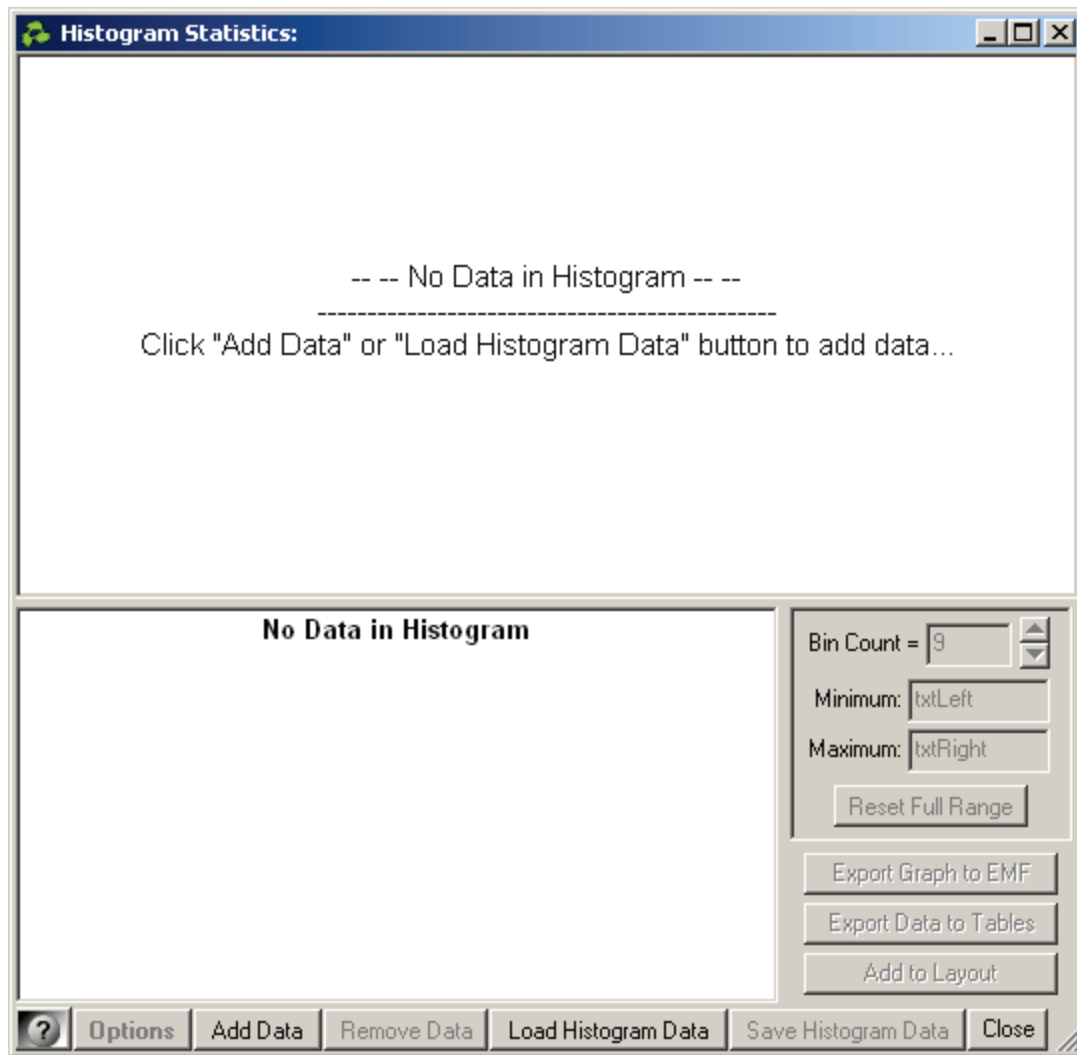 Histogram Statistics:
-- -- No Data in Histogram -- --
----------------------------------------------
Click "Add Data" or "Load Histogram Data" button to add data...
No Data in Histogram
Bin Count = 9
Minimum: txtLeft
Maximum: txtRight
Reset Full Range
Export Graph to EMF
Export Data to Tables
Add to Layout
? Options Add Data Remove Data Load Histogram Data Save Histogram Data Close